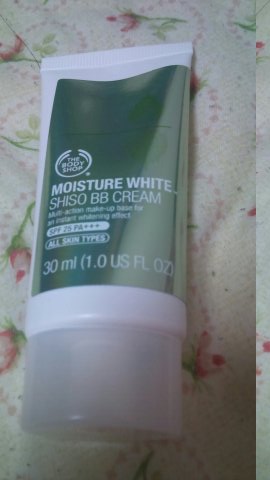 THE
BODY
SHOP®
MOISTURE WHITE™
SHISO BB CREAM
Multi-action make-up base for
an instant whitening effect
SPF 25 PA+++
ALL SKIN TYPES
30 ml (1.0 US FL OZ)